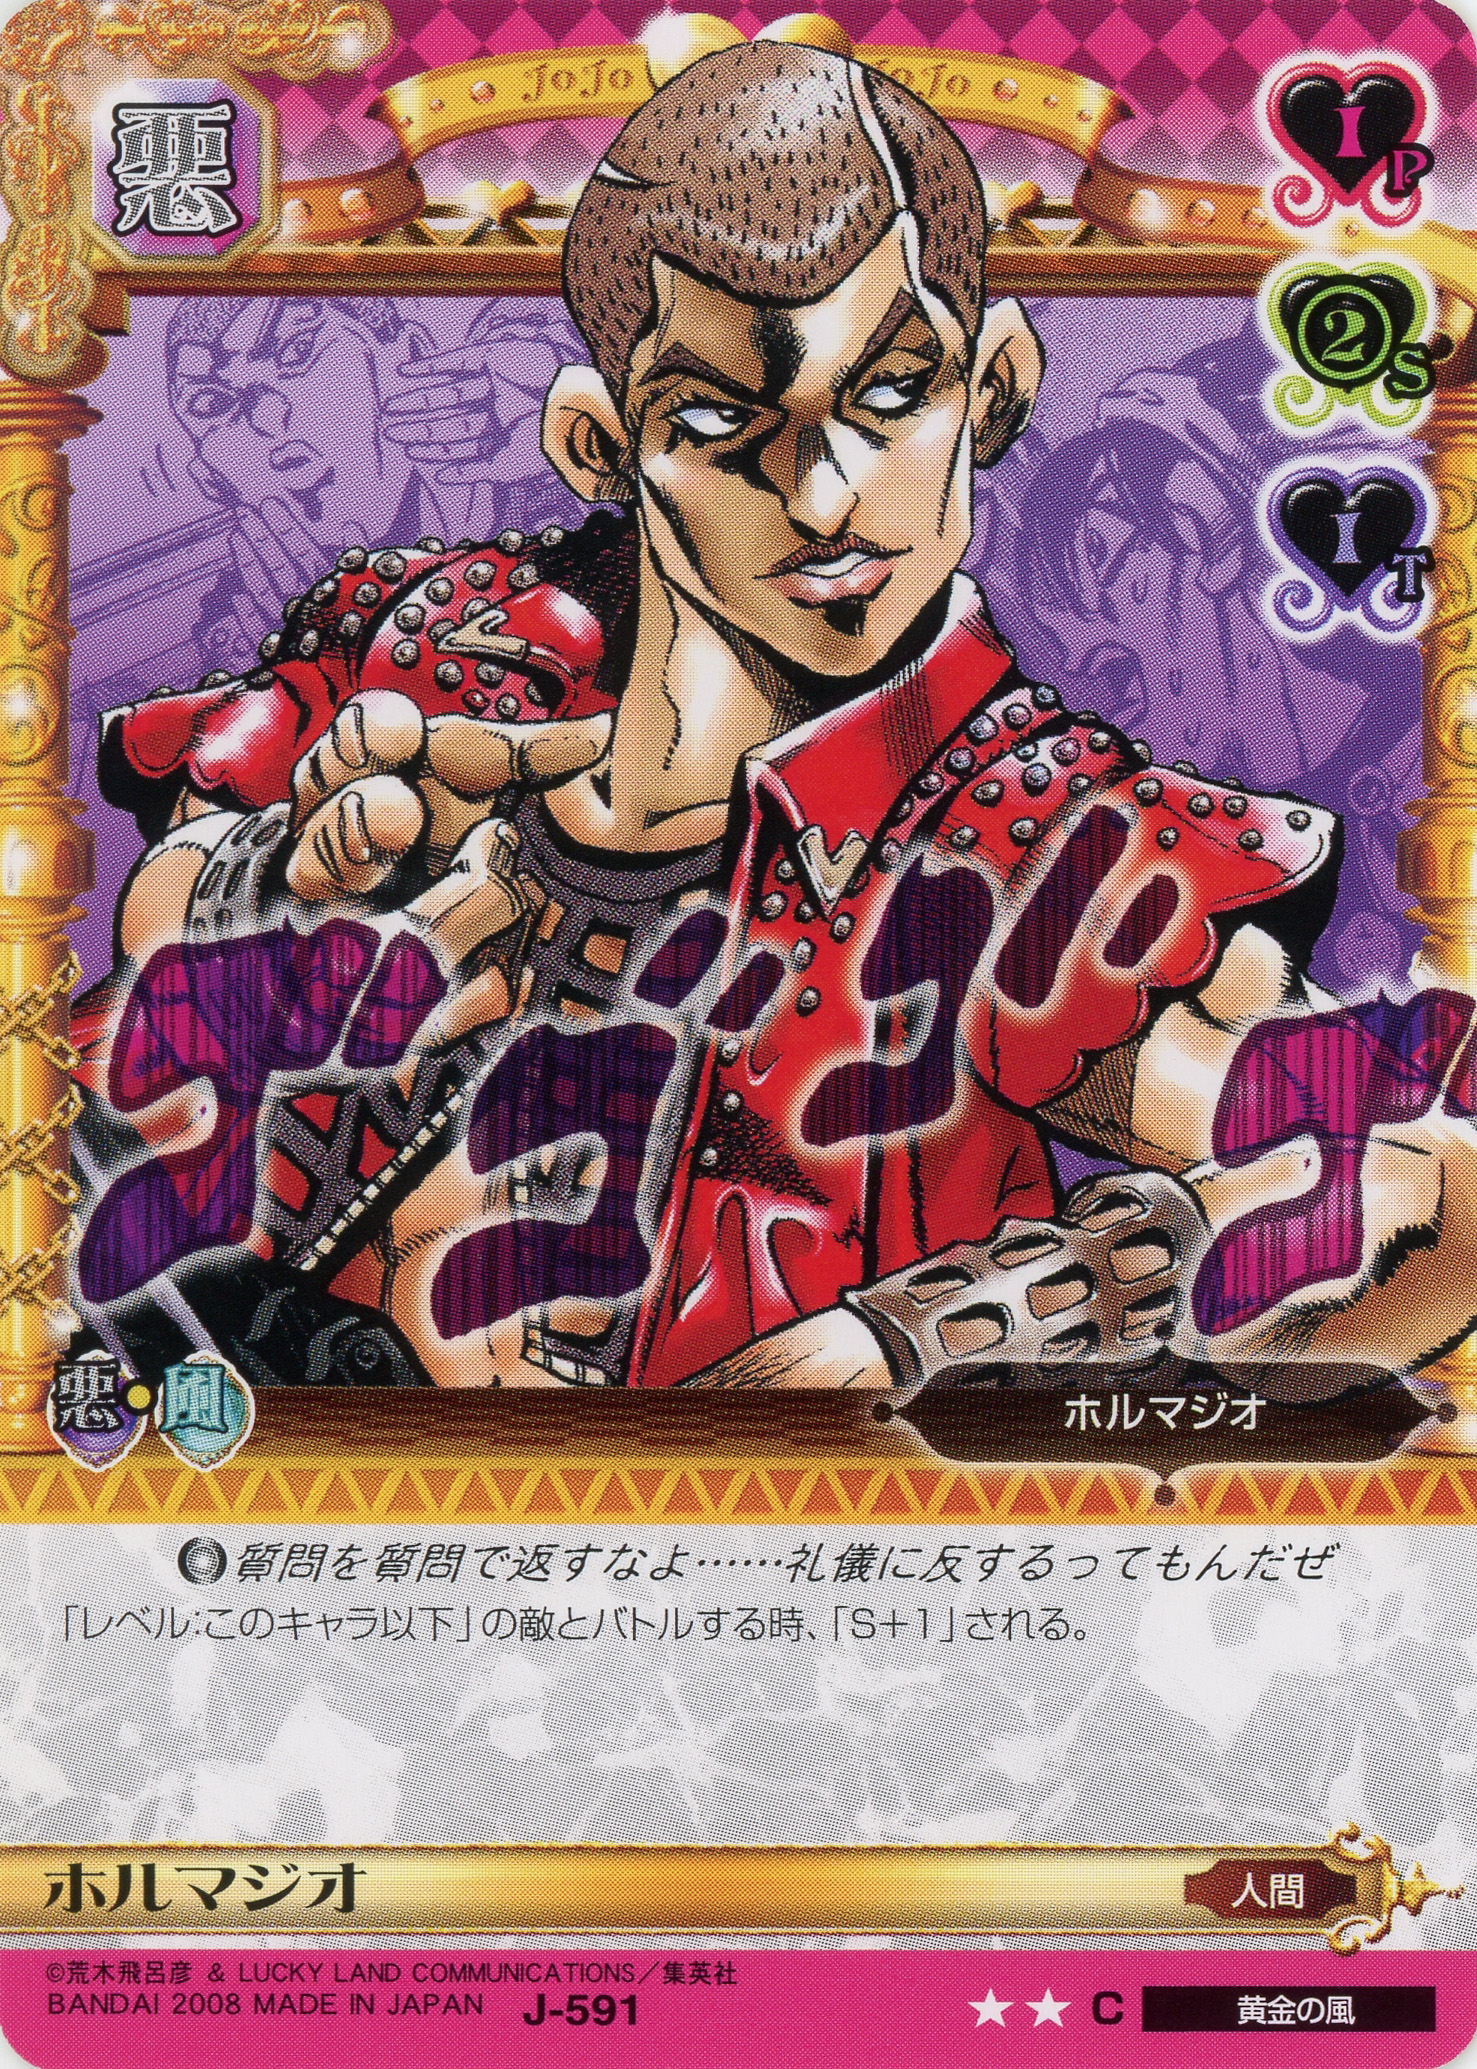 JoJo JoJo
悪
1P
2S
1T
ドドドド
悪・風
ホルマジオ
質問を質問で返すなよ……礼儀に反するってもんだぜ
「レベル:このキャラ以下」の敵とバトルする時、「S+1」される。
ホルマジオ
人間
©荒木飛呂彦 & LUCKY LAND COMMUNICATIONS/集英社
BANDAI 2008 MADE IN JAPAN J-591
★★ C 黄金の風